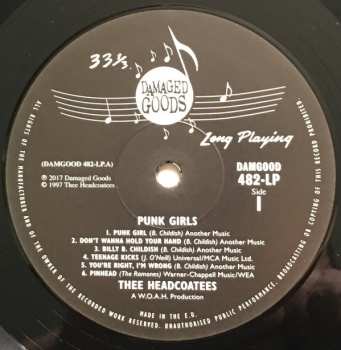 33⅓
DAMAGED
GOODS
Long Playing
(DAMGOOD 482-LP.A)
DAMGOOD
482-LP
Side
1
℗ 2017 Damaged Goods
© 1997 Thee Headcoatees
PUNK GIRLS
1. PUNK GIRL (B. Childish) Another Music
2. DON'T WANNA HOLD YOUR HAND (B. Childish) Another Music
3. BILLY B. CHILDISH (B. Childish) Another Music
4. TEENAGE KICKS (J. O'Neill) Universal/MCA Music Ltd.
5. YOU'RE RIGHT, I'M WRONG (B. Childish) Another Music
6. PINHEAD (The Ramones) Warner-Chappell Music/WEA
THEE HEADCOATEES
A W.O.A.H. Production
MADE IN THE E.U.
ALL RIGHTS OF THE MANUFACTURER AND OF THE OWNER OF THE RECORDED WORK RESERVED. UNAUTHORISED PUBLIC PERFORMANCE, BROADCASTING OR COPYING OF THIS RECORD PROHIBITED